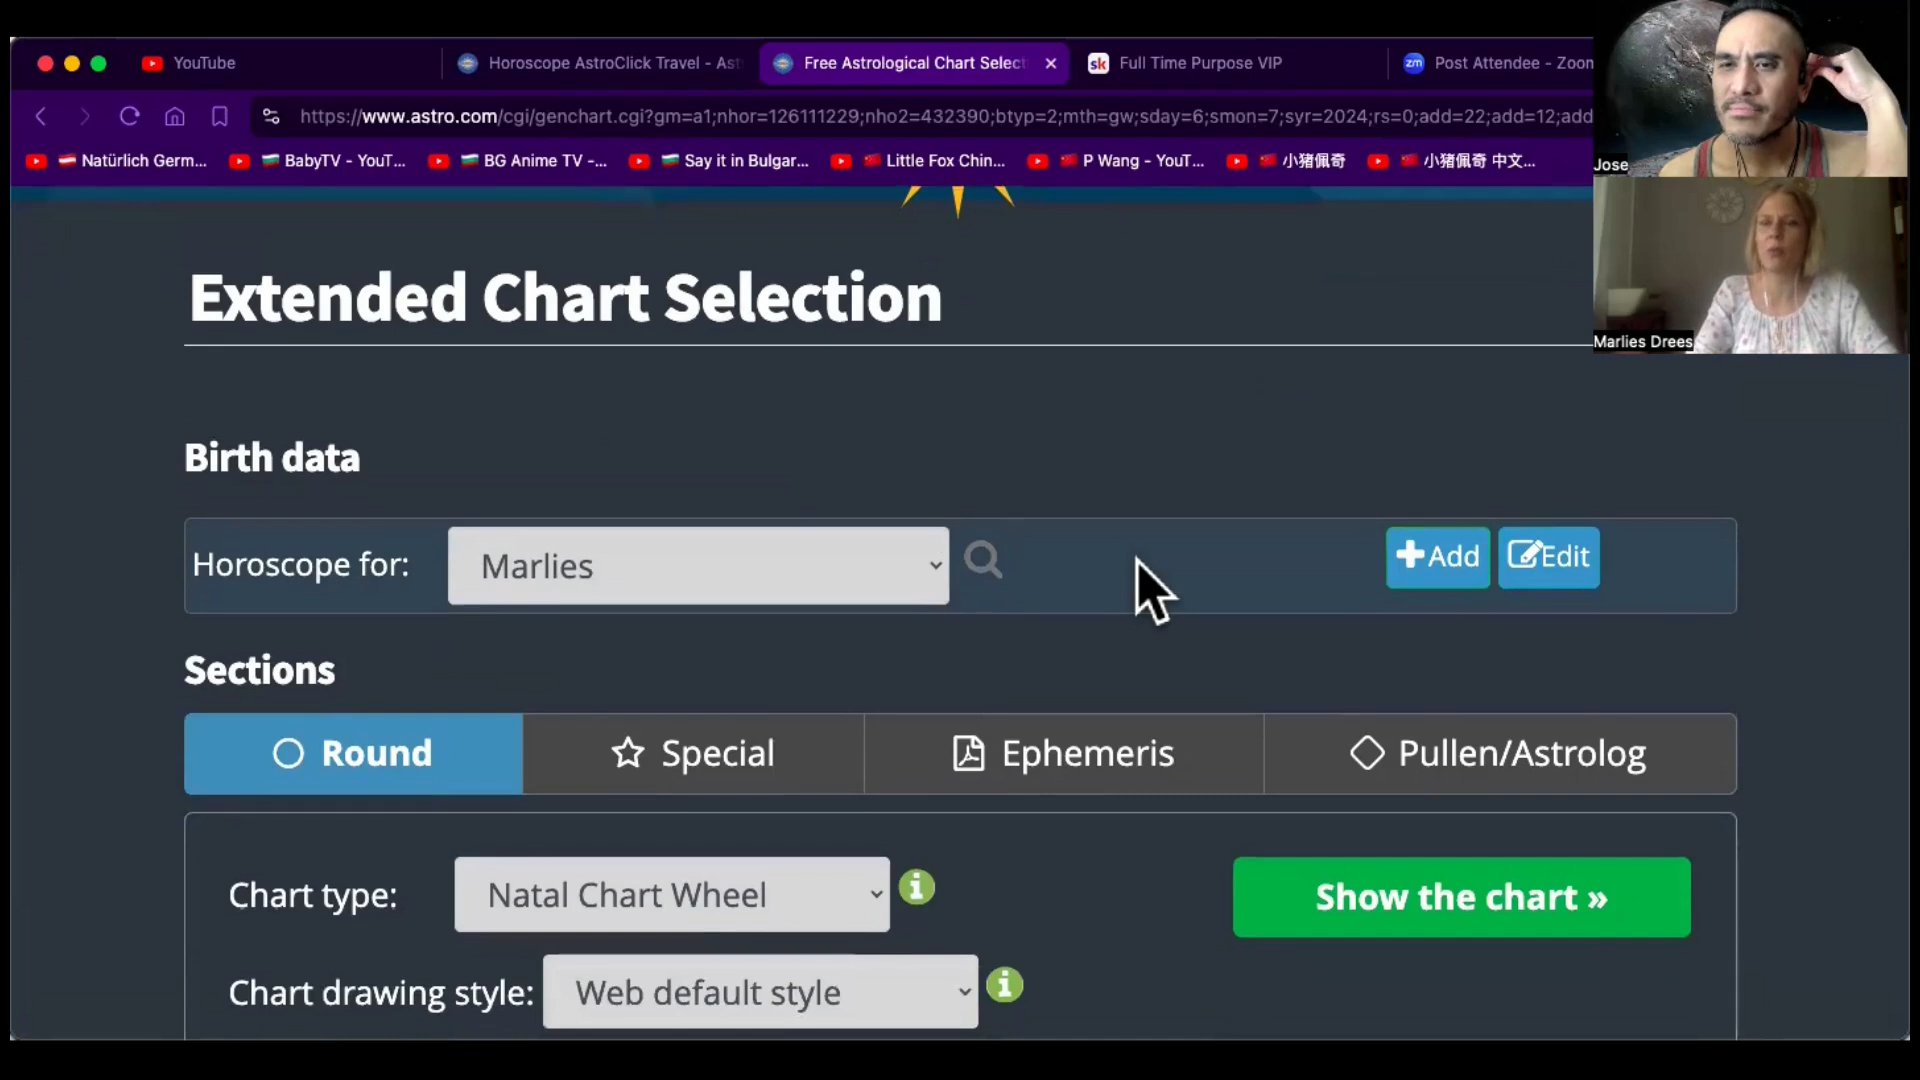 YouTube
Horoscope AstroClick Travel - Ast
Free Astrological Chart Select
sk Full Time Purpose VIP
zm Post Attendee - Zoom
https://www.astro.com/cgi/genchart.cgi?gm=a1;nhor=126111229;nho2=432390;btyp=2;mth=gw;sday=6;smon=7;syr=2024;rs=0;add=22;add=12;add
Natürlich Germ...
BabyTV - YouT...
BG Anime TV -...
Say it in Bulgar...
Little Fox Chin...
P Wang - YouT...
小猪佩奇
小猪佩奇 中文...
Jose
Marlies Drees
Extended Chart Selection
Birth data
Horoscope for: Marlies
Add Edit
Sections
Round Special Ephemeris Pullen/Astrolog
Chart type: Natal Chart Wheel
Show the chart »
Chart drawing style: Web default style